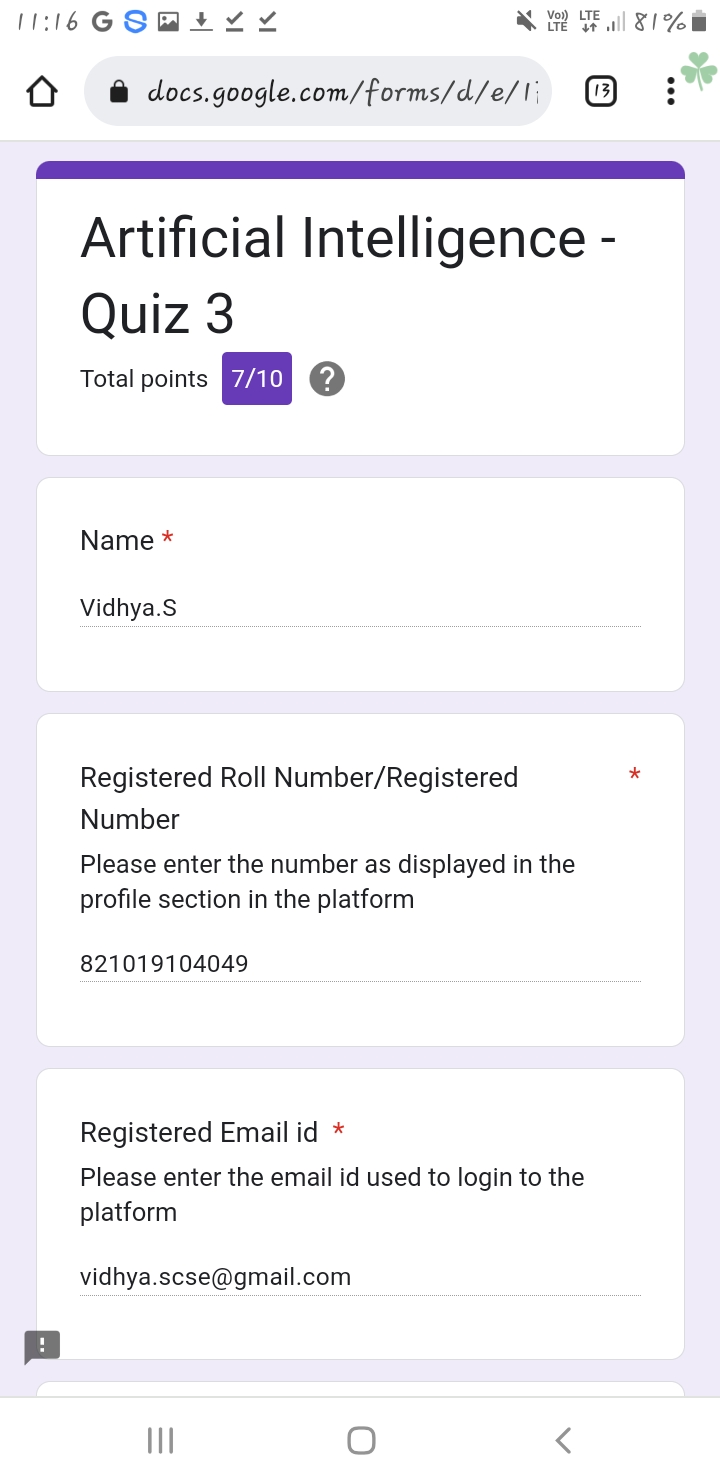 11:16 G Vo)) LTE LTE 81%
docs.google.com/forms/d/e/1 13
Artificial Intelligence -
Quiz 3
Total points 7/10 ?
Name *
Vidhya.S
Registered Roll Number/Registered *
Number
Please enter the number as displayed in the
profile section in the platform
821019104049
Registered Email id *
Please enter the email id used to login to the
platform
vidhya.scse@gmail.com